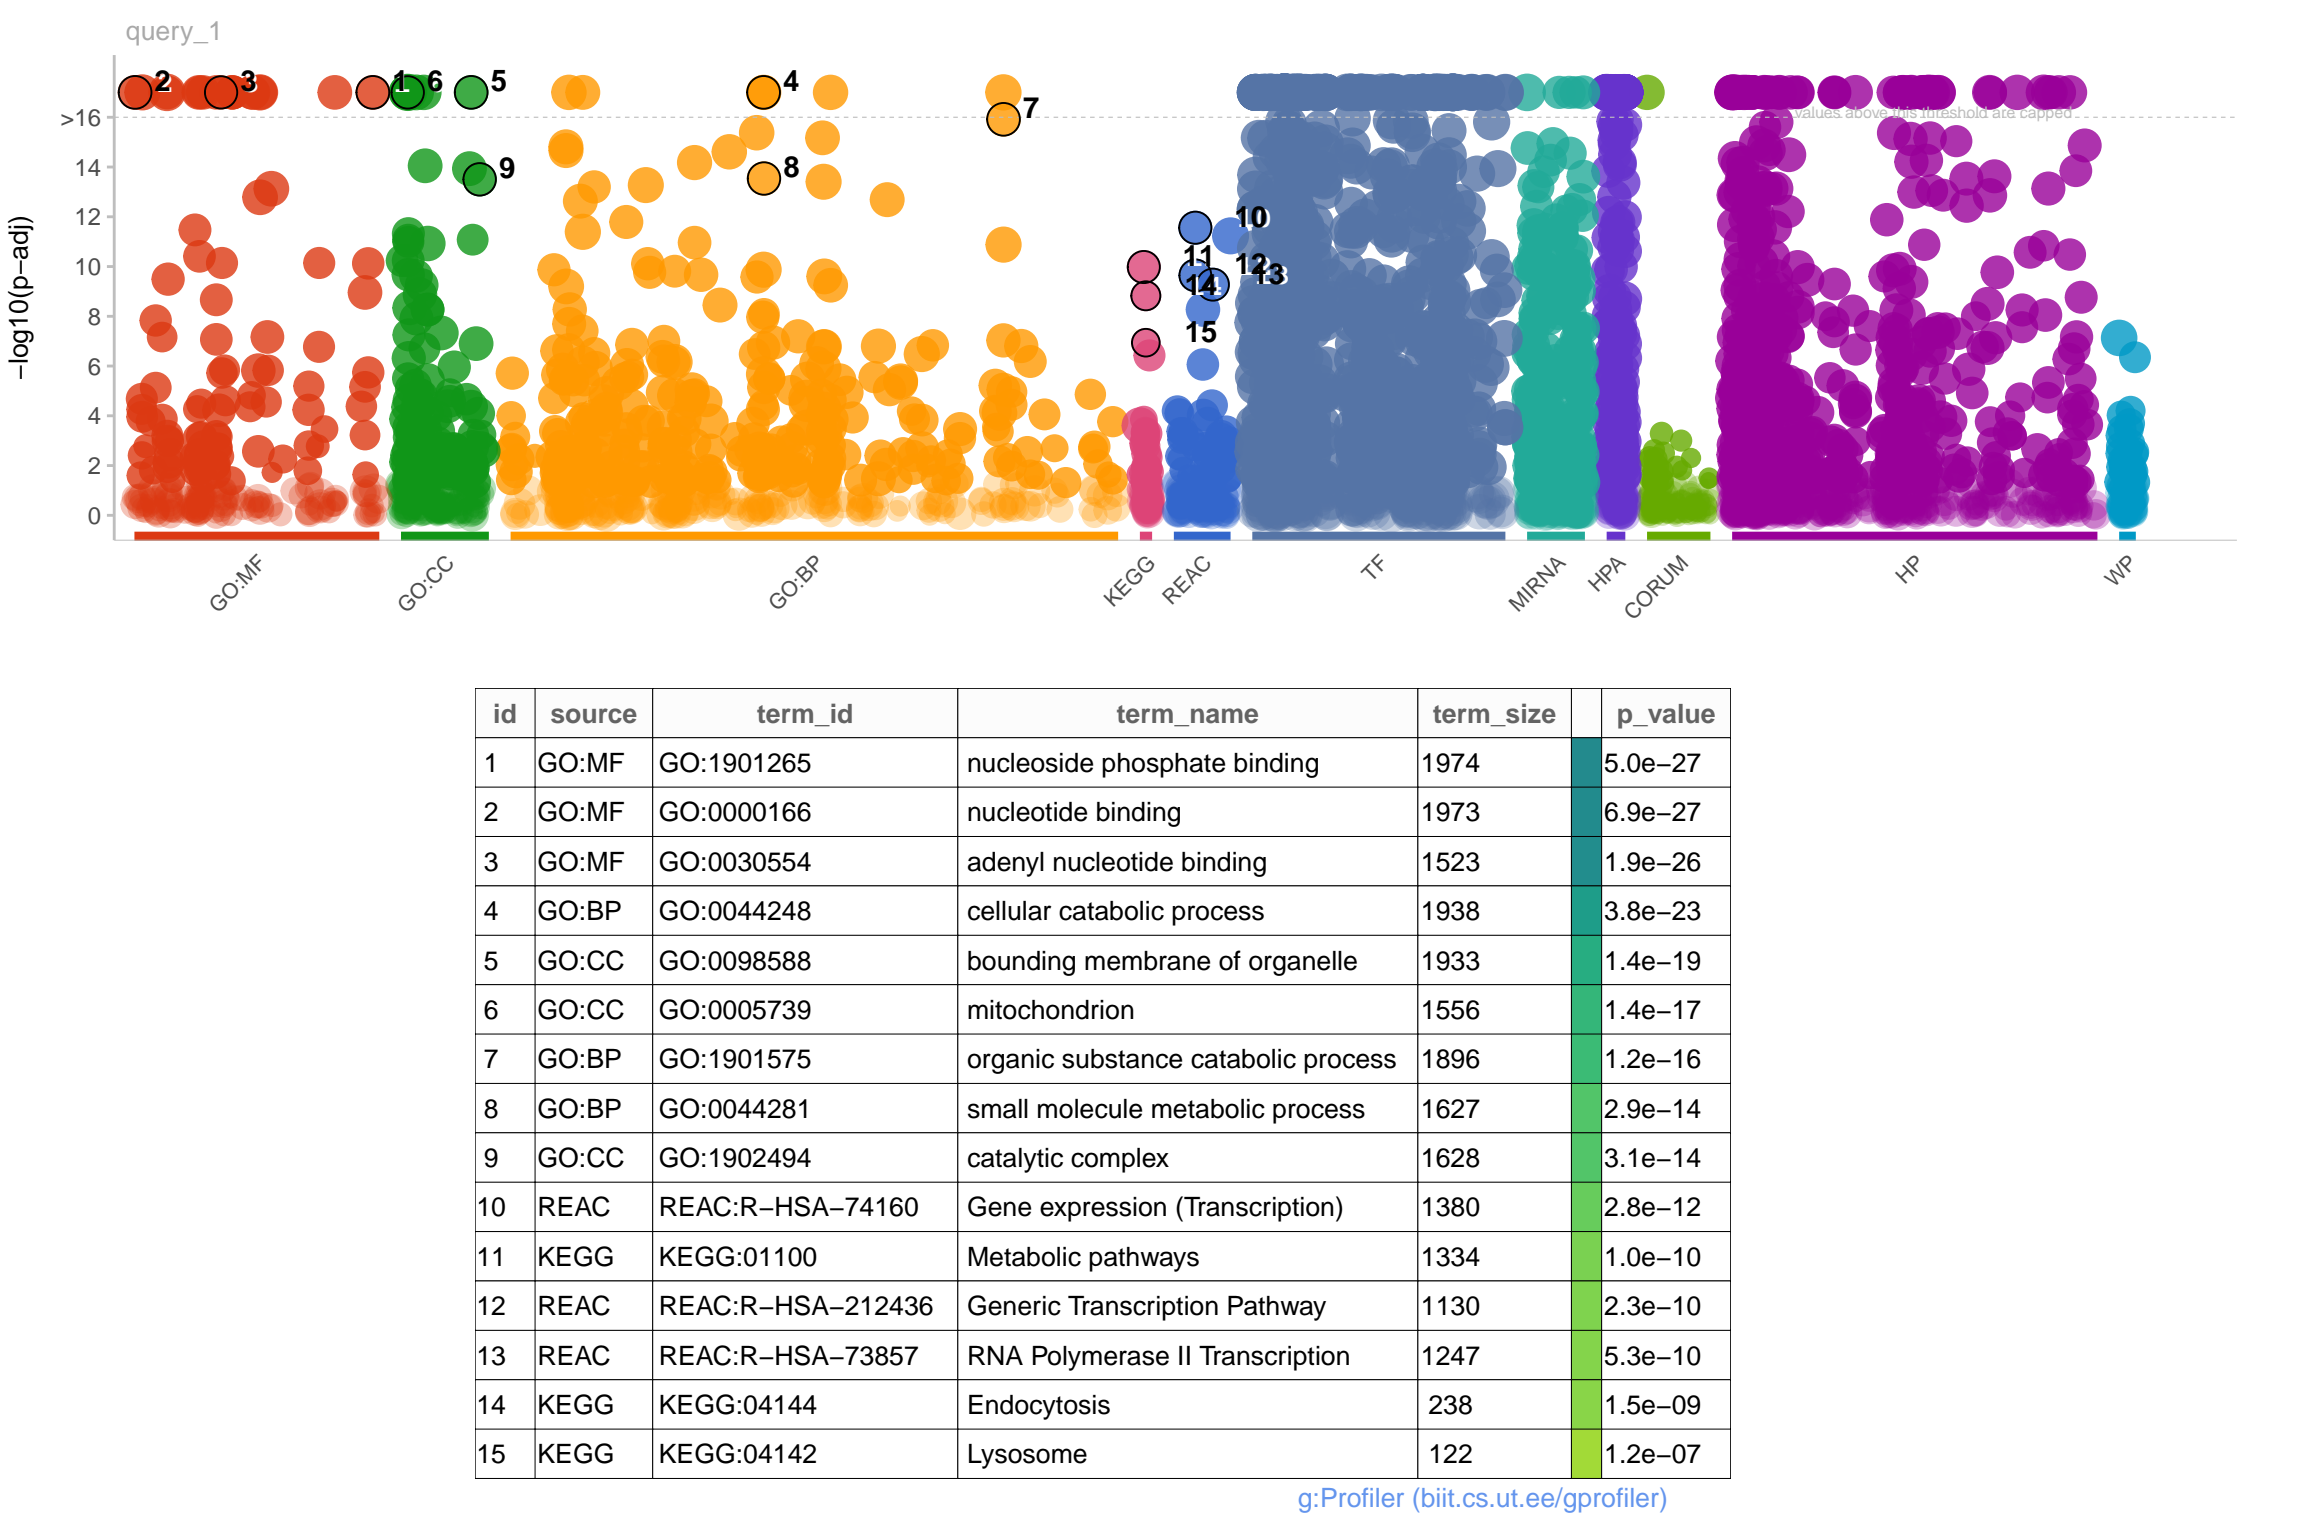 query_1
values above this threshold are capped
−log10(p−adj)
>16
14
12
10
8
6
4
2
0
2
3
1
6
5
4
7
8
9
10
11
12
13
14
15
GO:MF
GO:CC
GO:BP
KEGG
REAC
TF
MIRNA
HPA
CORUM
HP
WP
id source term_id term_name term_size p_value
1 GO:MF GO:1901265 nucleoside phosphate binding 1974 5.0e−27
2 GO:MF GO:0000166 nucleotide binding 1973 6.9e−27
3 GO:MF GO:0030554 adenyl nucleotide binding 1523 1.9e−26
4 GO:BP GO:0044248 cellular catabolic process 1938 3.8e−23
5 GO:CC GO:0098588 bounding membrane of organelle 1933 1.4e−19
6 GO:CC GO:0005739 mitochondrion 1556 1.4e−17
7 GO:BP GO:1901575 organic substance catabolic process 1896 1.2e−16
8 GO:BP GO:0044281 small molecule metabolic process 1627 2.9e−14
9 GO:CC GO:1902494 catalytic complex 1628 3.1e−14
10 REAC REAC:R−HSA−74160 Gene expression (Transcription) 1380 2.8e−12
11 KEGG KEGG:01100 Metabolic pathways 1334 1.0e−10
12 REAC REAC:R−HSA−212436 Generic Transcription Pathway 1130 2.3e−10
13 REAC REAC:R−HSA−73857 RNA Polymerase II Transcription 1247 5.3e−10
14 KEGG KEGG:04144 Endocytosis 238 1.5e−09
15 KEGG KEGG:04142 Lysosome 122 1.2e−07
g:Profiler (biit.cs.ut.ee/gprofiler)